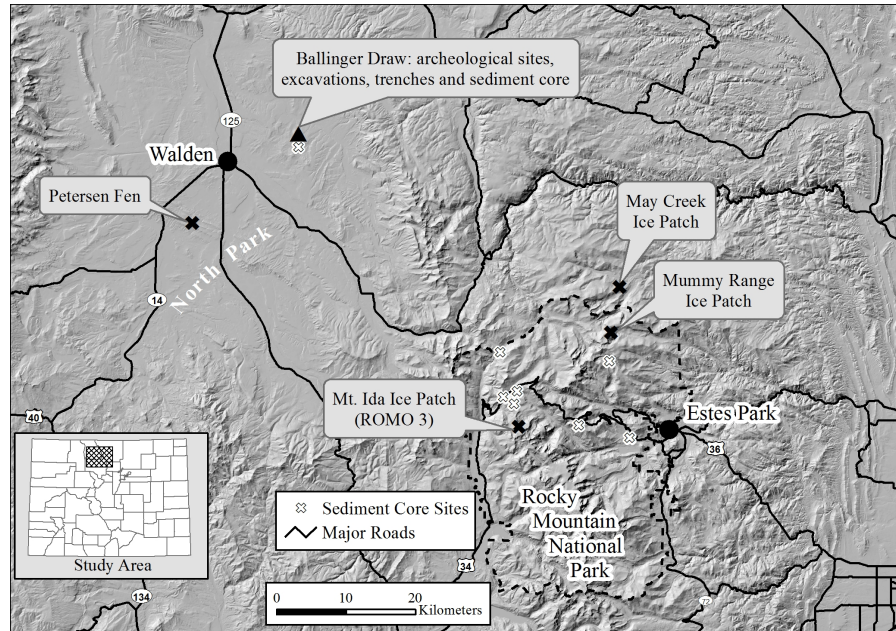 Ballinger Draw: archeological sites,
excavations, trenches and sediment core
125
Walden
Petersen Fen
May Creek
Ice Patch
North Park
Mummy Range
Ice Patch
14
Mt. Ida Ice Patch
(ROMO 3)
Estes Park
40
36
Rocky
Mountain
National
Park
Sediment Core Sites
Major Roads
Study Area
34
0 10 20
Kilometers
134
72